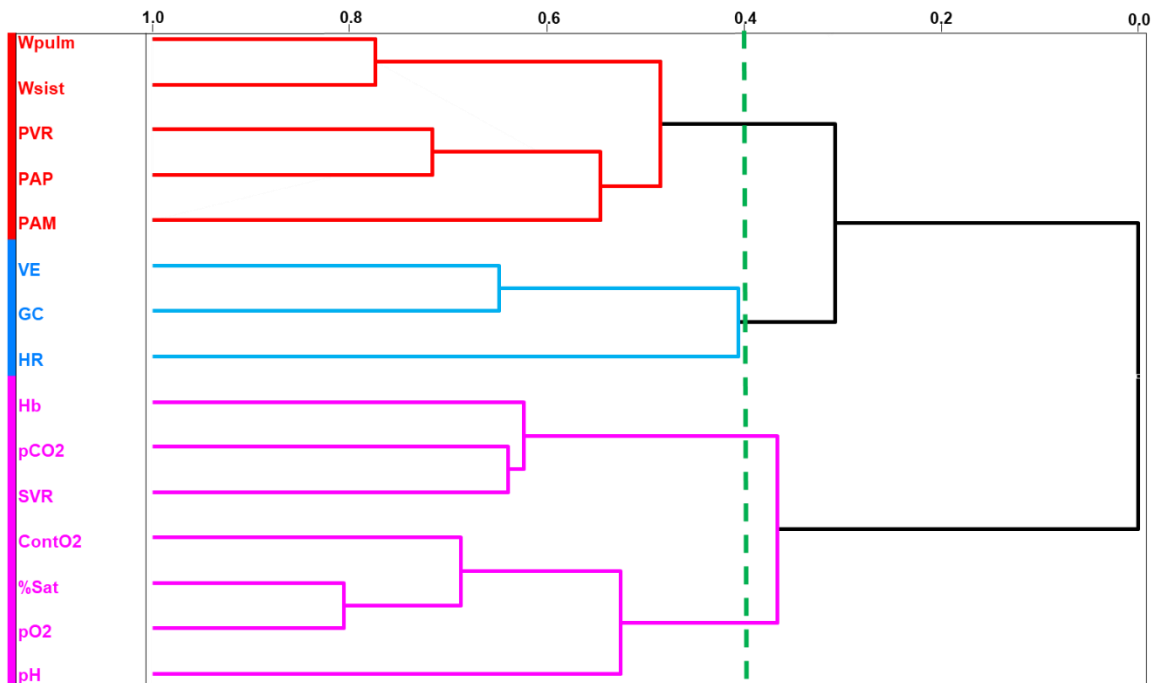 1.0 0.8 0.6 0.4 0.2 0,0
Wpulm
Wsist
PVR
PAP
PAM
VE
GC
HR
Hb
pCO2
SVR
ContO2
%Sat
pO2
pH